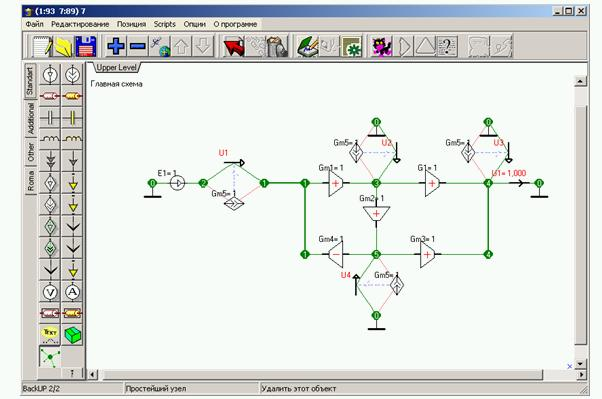 (1:93 7:89) 7
Файл Редактирование Позиция Scripts Опции О программе
Upper Level
Главная схема
Standart
Additional
Other
Roma
Text
0
0
Gm5= 1
U2
Gm5= 1
U3
U1
E1= 1
Gm1= 1
G1= 1
U1= 1,000
0
2
1
1
3
4
0
Gm5= 1
Gm2= 1
Gm4= 1
Gm3= 1
1
5
4
U4
Gm5= 1
0
BackUP 2/2 Простейший узел Удалить этот объект